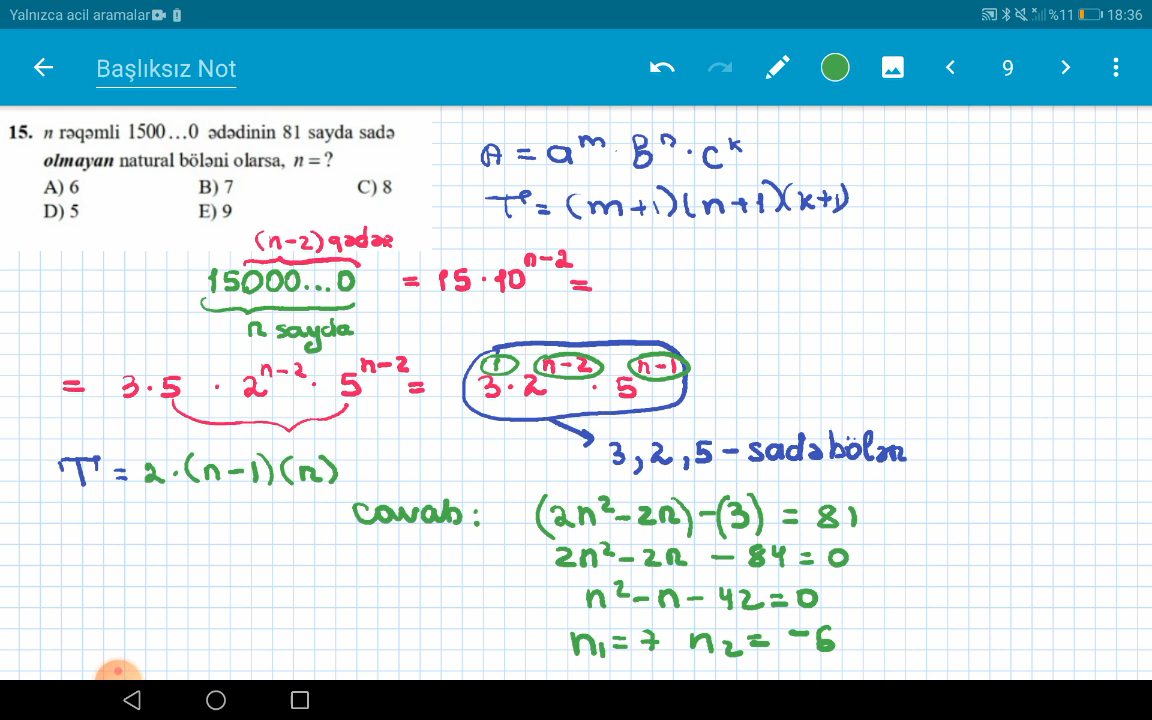 Yalnızca acil aramalar %11 18:36
Başlıksız Not 9
15. n rəqəmli 1500...0 ədədinin 81 sayda sadə
olmayan natural böləni olarsa, n = ?
A) 6 B) 7 C) 8
D) 5 E) 9
A = a^m · B^n · C^k
T = (m+1)(n+1)(k+1)
(n-2) qədər
15000...0 = 15 · 10^(n-2) =
n sayda
= 3 · 5 · 2^(n-2) · 5^(n-2) = 3^1 · 2^(n-2) · 5^(n-1)
3, 2, 5 - sadə bölən
T = 2 · (n-1)(n)
cavab: (2n² - 2n) - (3) = 81
2n² - 2n - 84 = 0
n² - n - 42 = 0
n₁ = 7 n₂ = -6